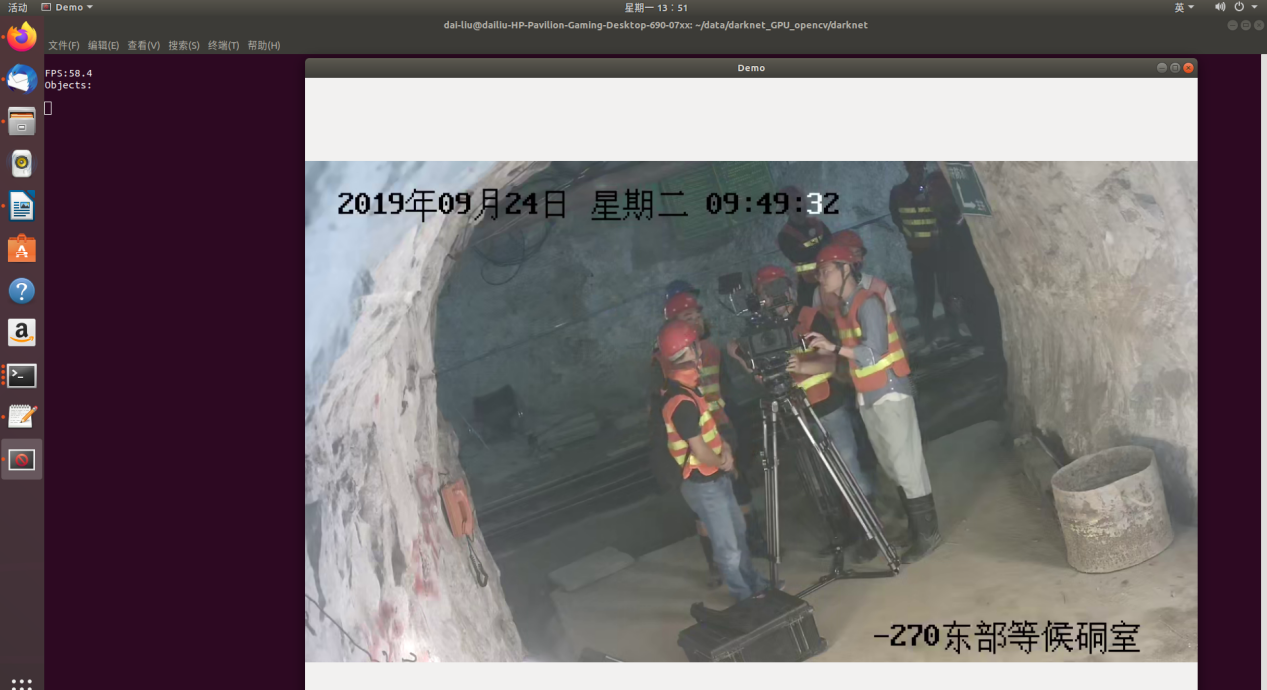 活动 Demo 星期一 13：51 英
dai-liu@dailiu-HP-Pavilion-Gaming-Desktop-690-07xx: ~/data/darknet_GPU_opencv/darknet
文件(F) 编辑(E) 查看(V) 搜索(S) 终端(T) 帮助(H)
FPS:58.4
Objects:
Demo
2019年09月24日 星期二 09:49:32
-270东部等候硐室